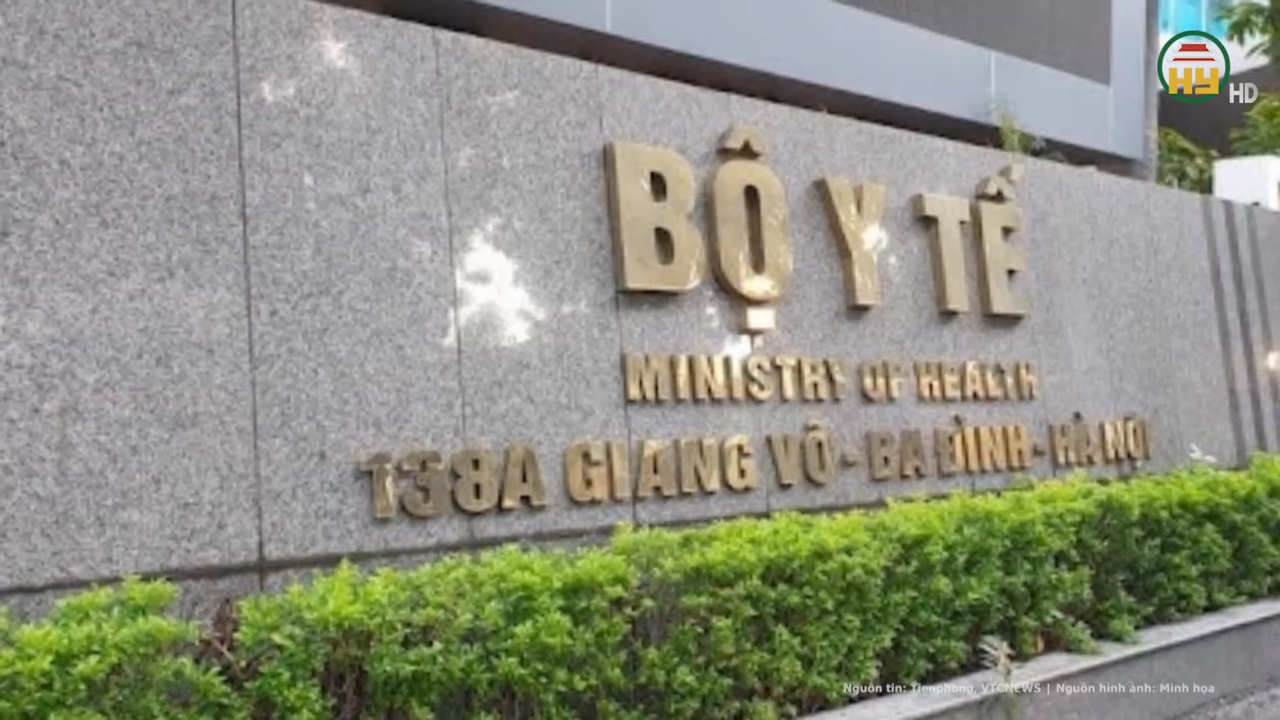 HY HD
BỘ Y TẾ
MINISTRY OF HEALTH
138A GIẢNG VÕ - BA ĐÌNH - HÀ NỘI
Nguồn tin: Tienphong, VTCNEWS | Nguồn hình ảnh: Minh họa